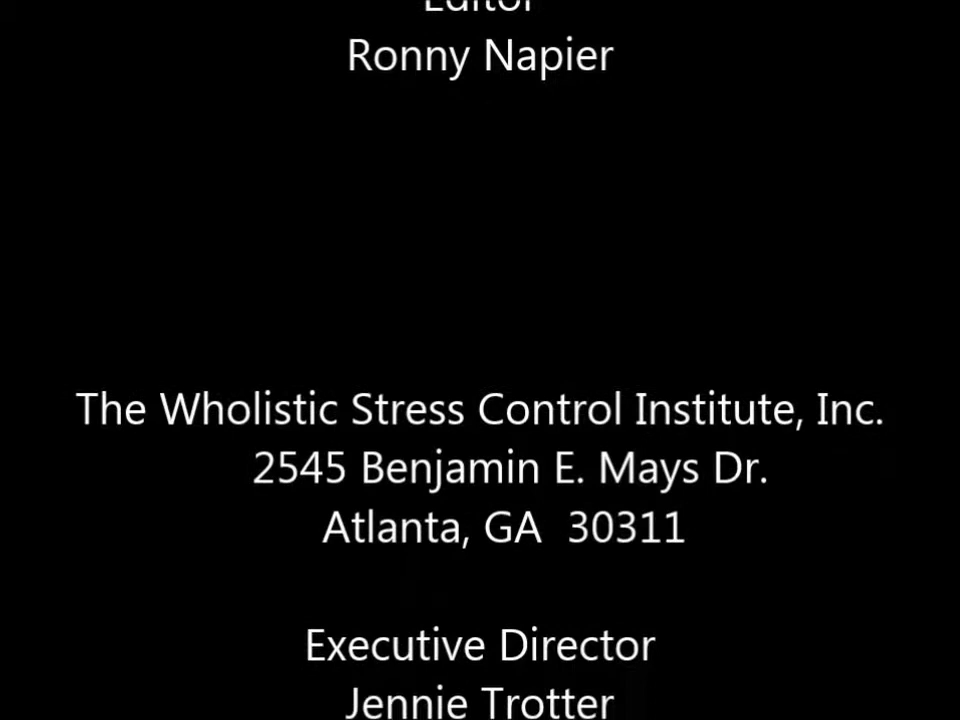 Editor
Ronny Napier
The Wholistic Stress Control Institute, Inc.
2545 Benjamin E. Mays Dr.
Atlanta, GA 30311
Executive Director
Jennie Trotter